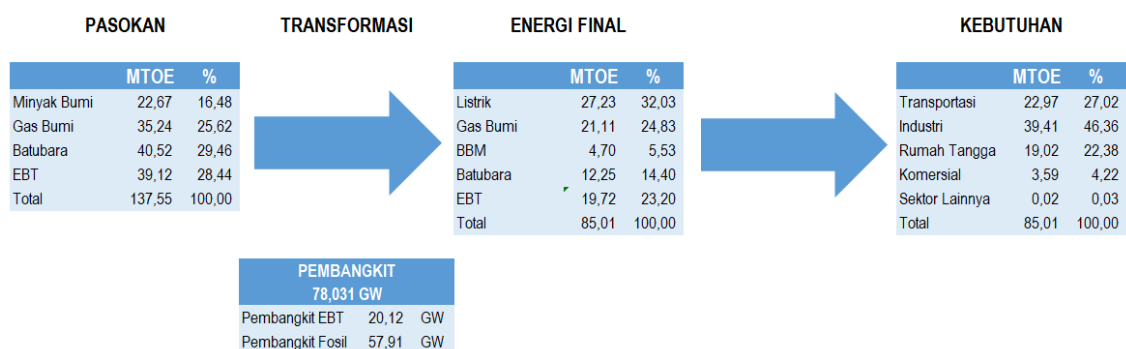 PASOKAN TRANSFORMASI ENERGI FINAL KEBUTUHAN
MTOE %
Minyak Bumi 22,67 16,48
Gas Bumi 35,24 25,62
Batubara 40,52 29,46
EBT 39,12 28,44
Total 137,55 100,00
MTOE %
Listrik 27,23 32,03
Gas Bumi 21,11 24,83
BBM 4,70 5,53
Batubara 12,25 14,40
EBT 19,72 23,20
Total 85,01 100,00
MTOE %
Transportasi 22,97 27,02
Industri 39,41 46,36
Rumah Tangga 19,02 22,38
Komersial 3,59 4,22
Sektor Lainnya 0,02 0,03
Total 85,01 100,00
PEMBANGKIT
78,031 GW
Pembangkit EBT 20,12 GW
Pembangkit Fosil 57,91 GW